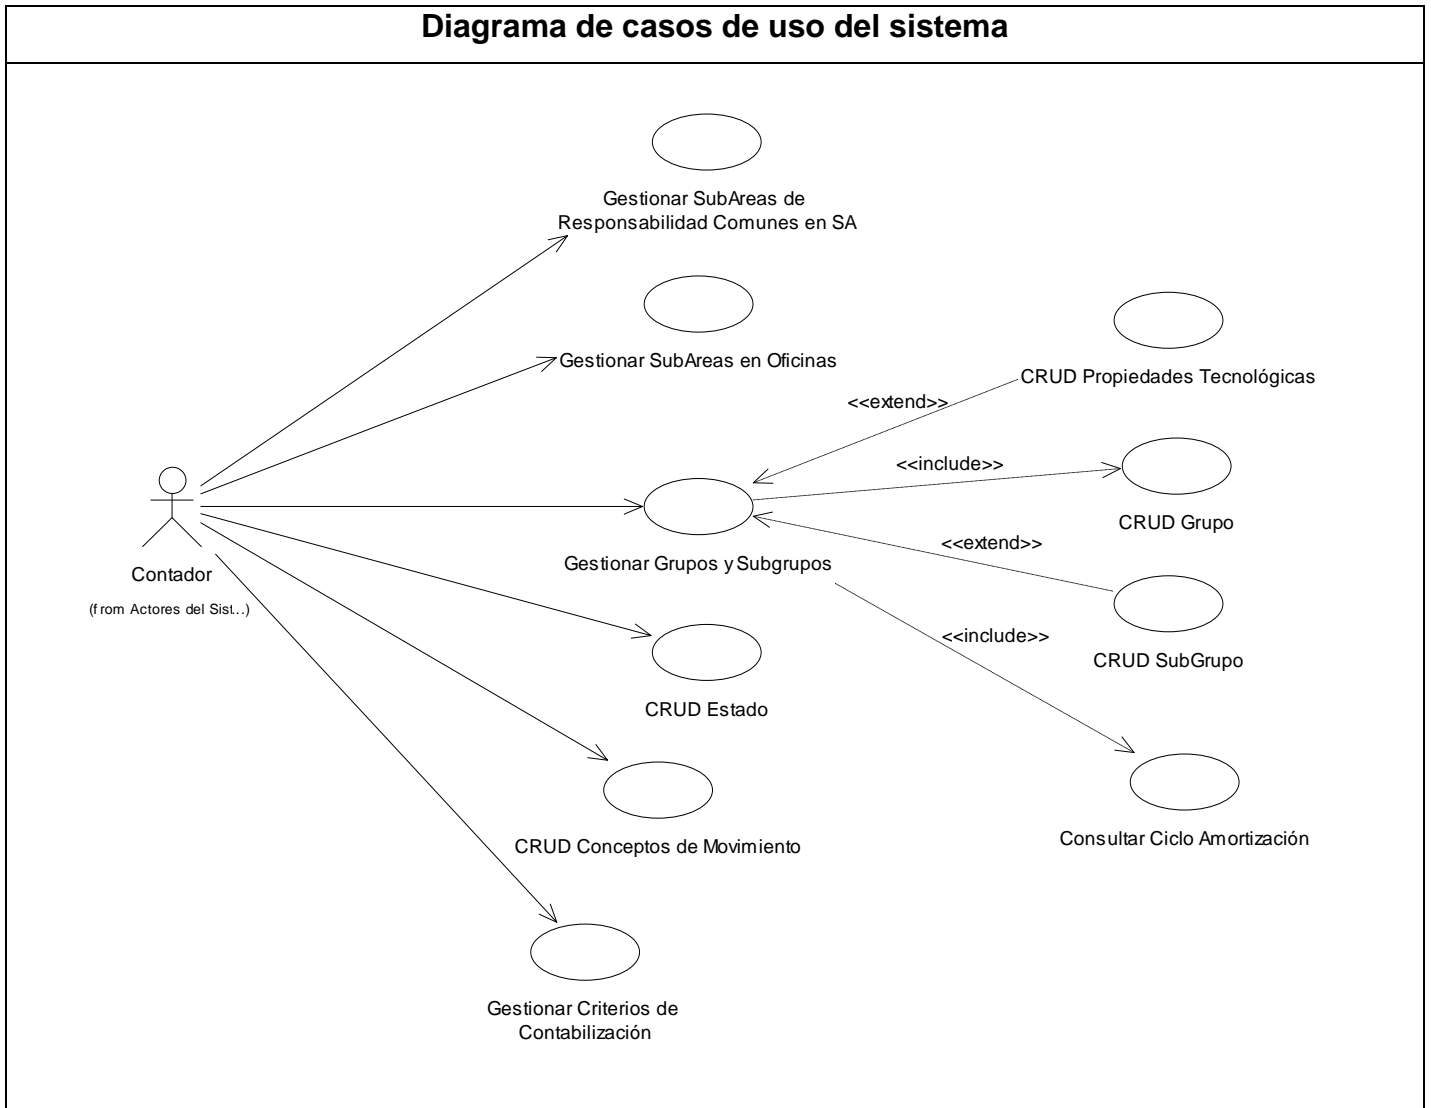 Diagrama de casos de uso del sistema
Gestionar SubAreas de
Responsabilidad Comunes en SA
Gestionar SubAreas en Oficinas
CRUD Propiedades Tecnológicas
<<extend>>
<<include>>
CRUD Grupo
<<extend>>
Gestionar Grupos y Subgrupos
Contador
(from Actores del Sist...)
<<include>>
CRUD SubGrupo
CRUD Estado
CRUD Conceptos de Movimiento
Consultar Ciclo Amortización
Gestionar Criterios de
Contabilización